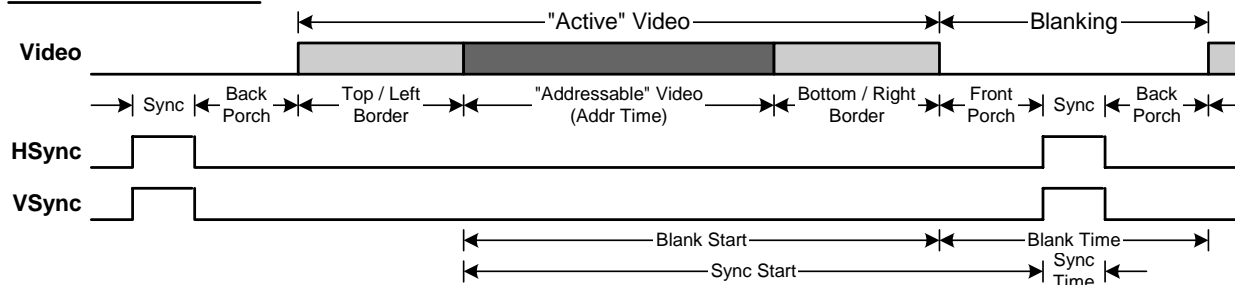 "Active" Video
Blanking
Video
Sync
Back
Porch
Top / Left
Border
"Addressable" Video
(Addr Time)
Bottom / Right
Border
Front
Porch
Sync
Back
Porch
HSync
VSync
Blank Start
Blank Time
Sync Start
Sync
Time